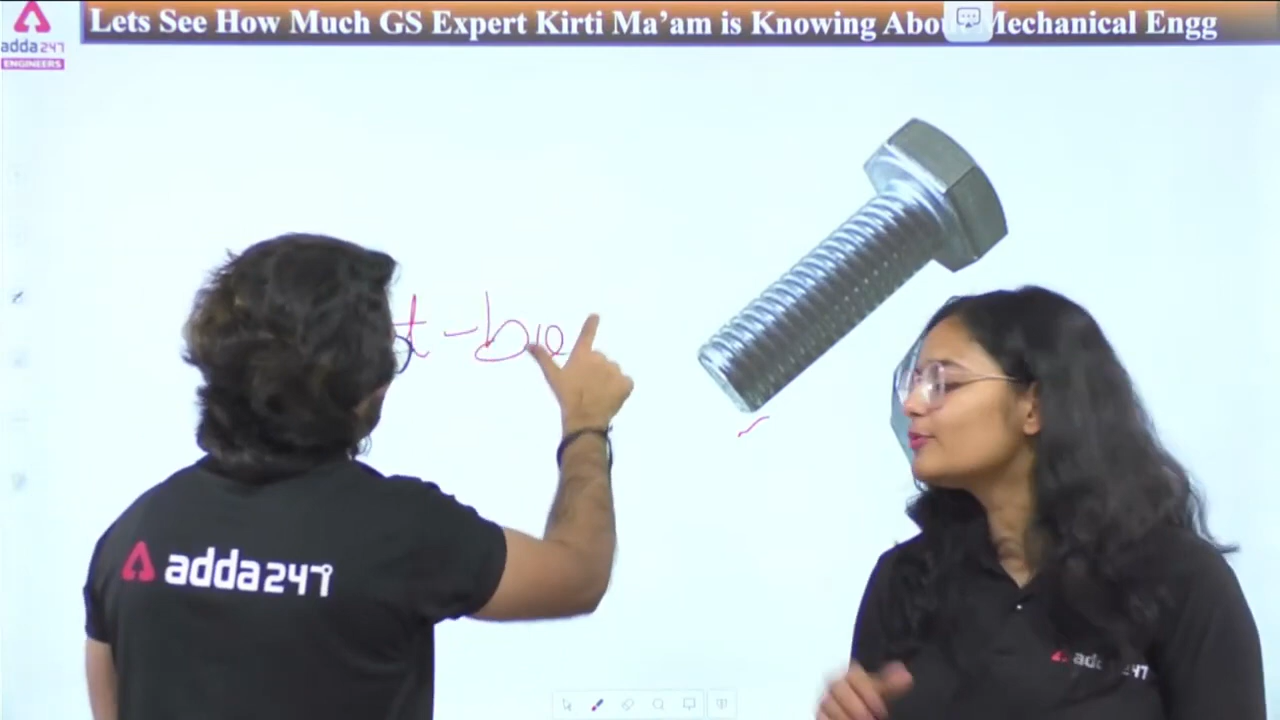 Lets See How Much GS Expert Kirti Ma’am is Knowing About Mechanical Engg
adda247
ENGINEERS
adda247